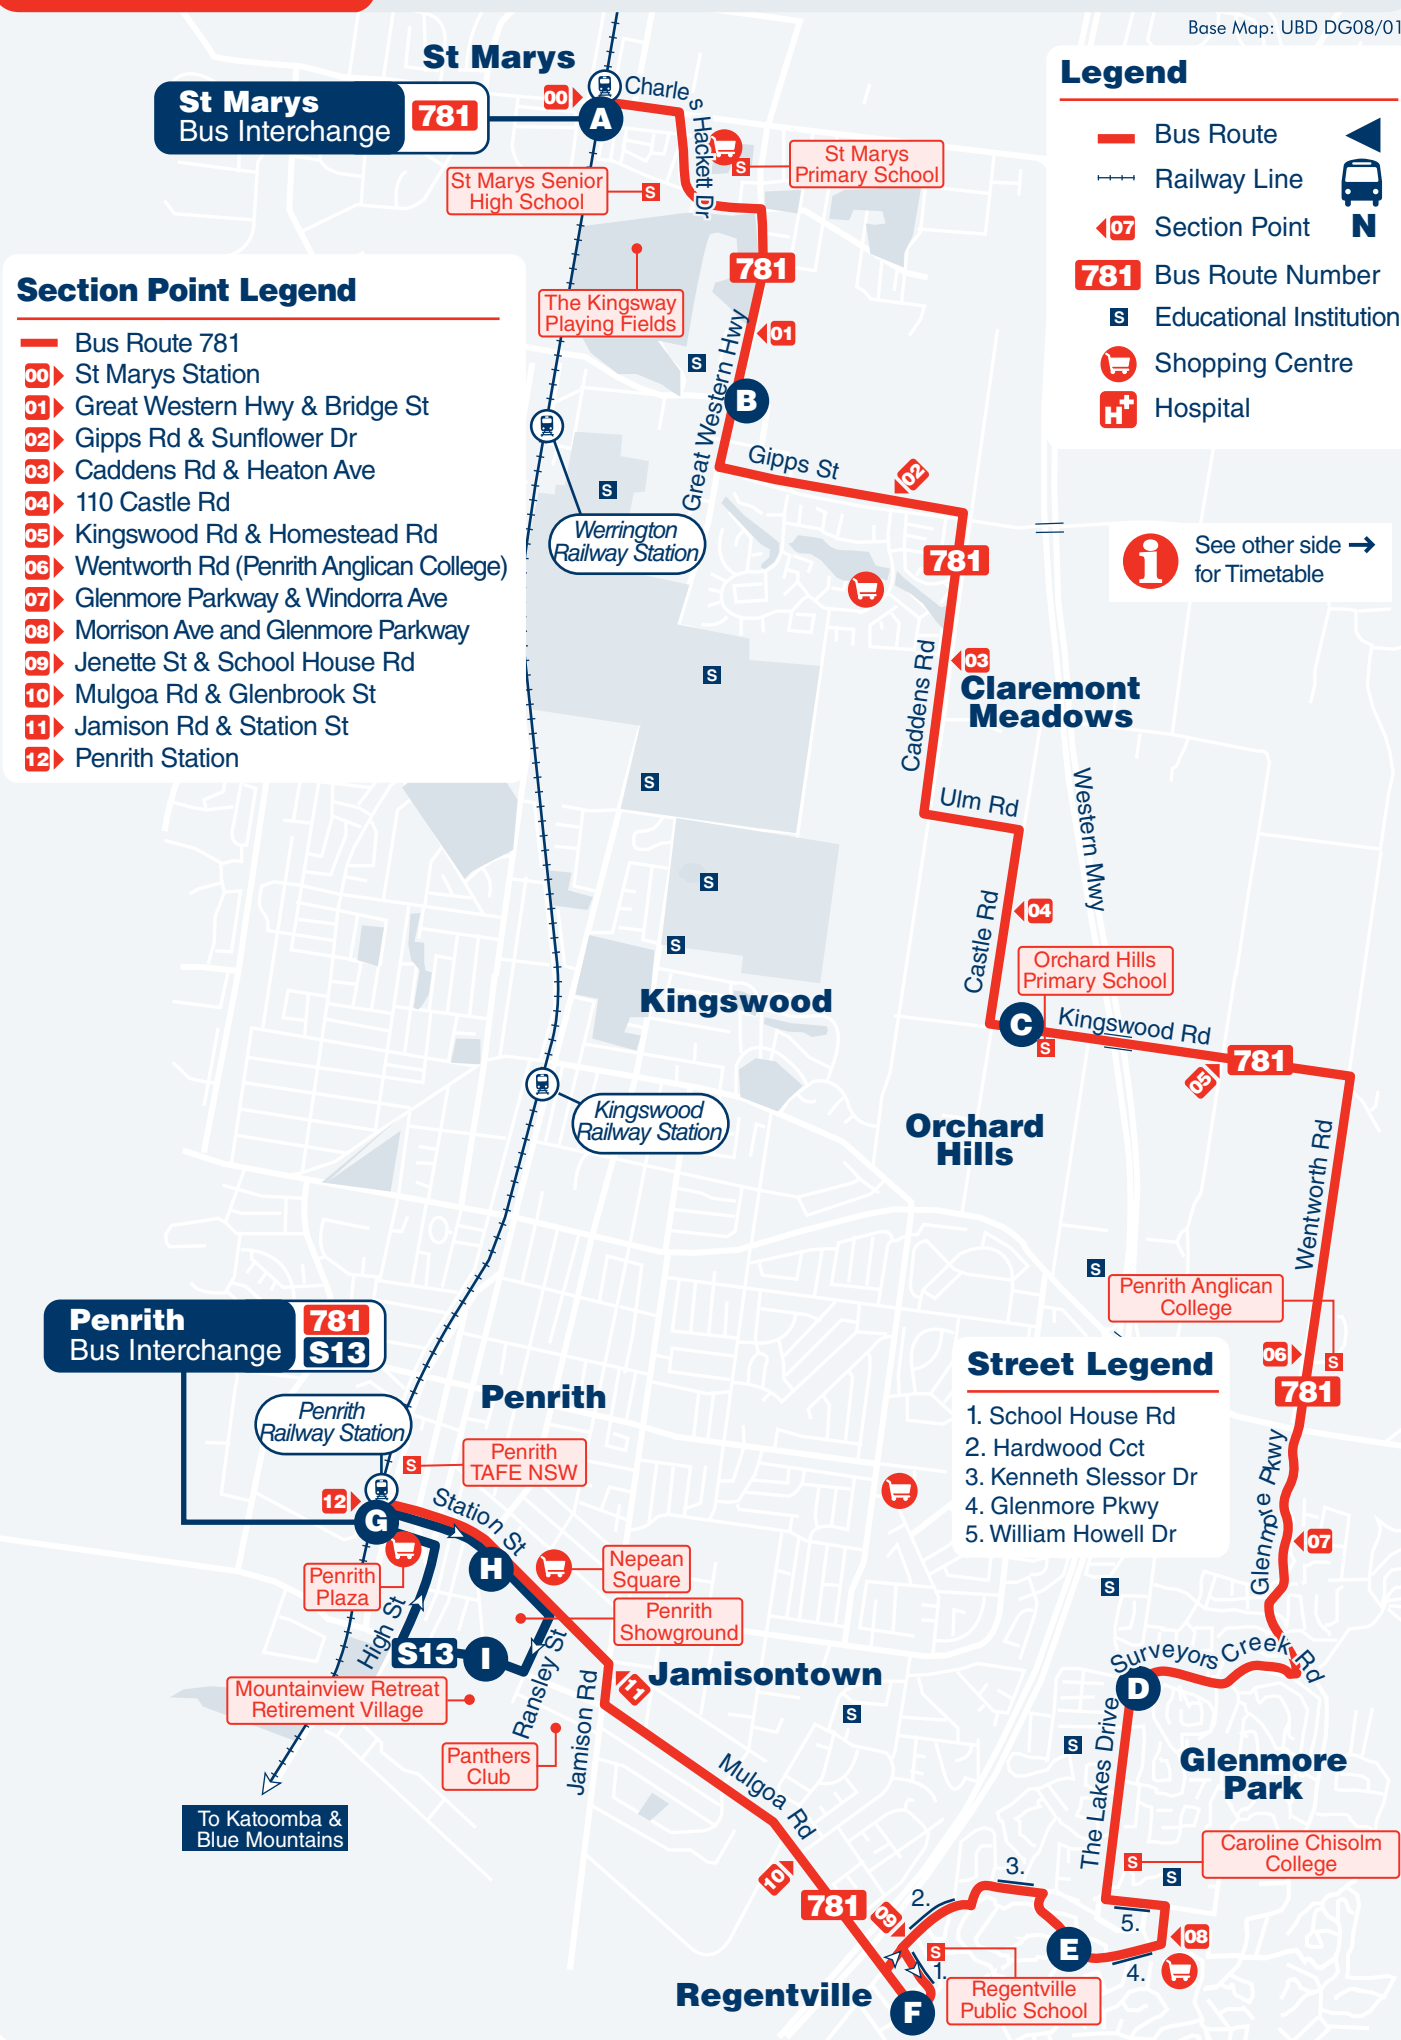 Base Map: UBD DG08/01
St Marys
St Marys
Bus Interchange
781
00
A
Charles Hackett Dr
St Marys
Primary School
S
St Marys Senior
High School
S
The Kingsway
Playing Fields
781
01
Great Western Hwy
B
S
Gipps St
02
Legend
Bus Route
Railway Line
07
Section Point
N
781
Bus Route Number
S
Educational Institution
Shopping Centre
H
Hospital
Section Point Legend
Bus Route 781
00 St Marys Station
01 Great Western Hwy & Bridge St
02 Gipps Rd & Sunflower Dr
03 Caddens Rd & Heaton Ave
04 110 Castle Rd
05 Kingswood Rd & Homestead Rd
06 Wentworth Rd (Penrith Anglican College)
07 Glenmore Parkway & Windorra Ave
08 Morrison Ave and Glenmore Parkway
09 Jenette St & School House Rd
10 Mulgoa Rd & Glenbrook St
11 Jamison Rd & Station St
12 Penrith Station
S
Werrington
Railway Station
781
i
See other side
for Timetable
Caddens Rd
03
Claremont
Meadows
S
S
Ulm Rd
Western Mwy
S
Castle Rd
04
S
Orchard Hills
Primary School
Kingswood
C
S
Kingswood Rd
781
05
Kingswood
Railway Station
Orchard
Hills
Wentworth Rd
S
Penrith Anglican
College
06
S
781
Penrith
Bus Interchange
781
S13
Street Legend
1. School House Rd
2. Hardwood Cct
3. Kenneth Slessor Dr
4. Glenmore Pkwy
5. William Howell Dr
Penrith
Penrith
Railway Station
S
Penrith
TAFE NSW
12
G
Station St
H
Nepean
Square
Penrith
Plaza
Penrith
Showground
High St
S13
I
Ransley St
Jamison Rd
11
Jamisontown
Mountainview Retreat
Retirement Village
Panthers
Club
To Katoomba &
Blue Mountains
Glenmore Pkwy
07
S
Surveyors Creek Rd
D
S
S
The Lakes Drive
Glenmore
Park
Mulgoa Rd
Caroline Chisolm
College
S
S
10
781
09
2.
3.
5.
08
E
4.
S
1.
Regentville
F
Regentville
Public School